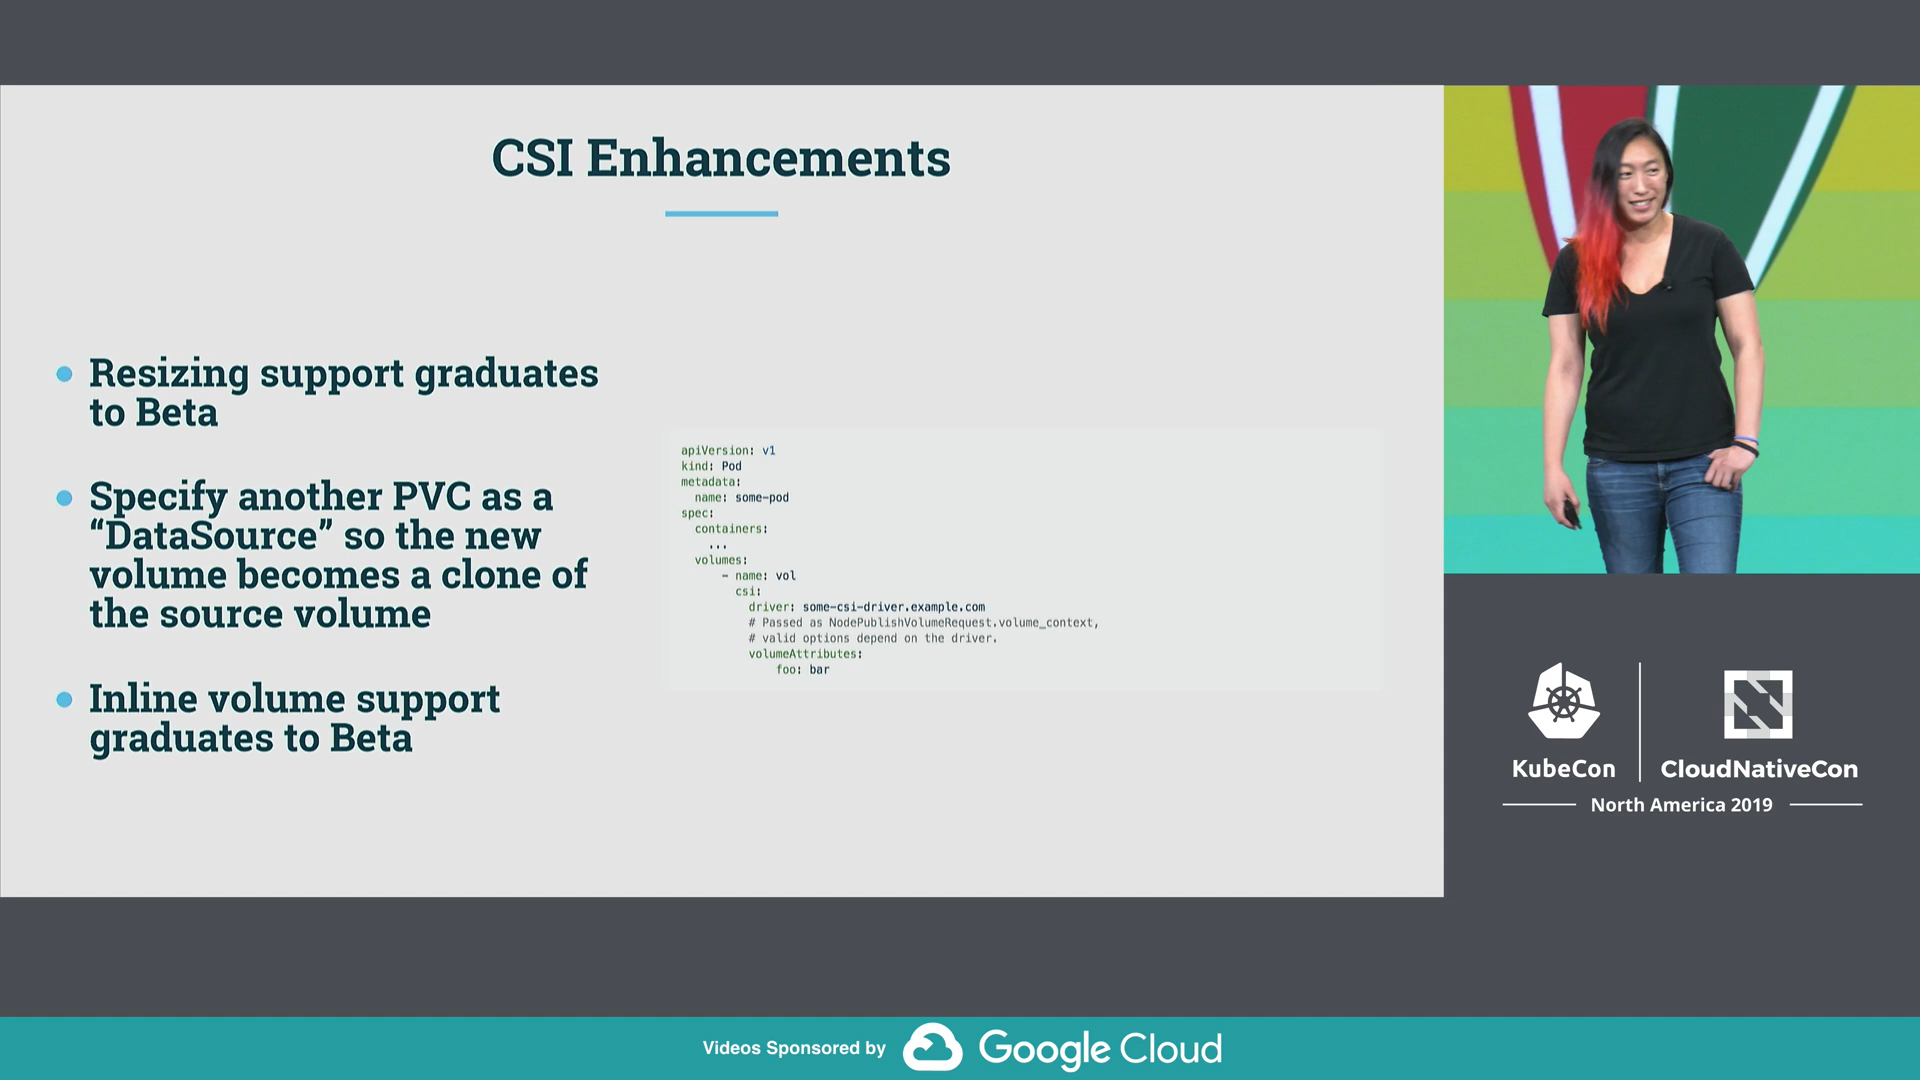 CSI Enhancements
Resizing support graduates
to Beta
Specify another PVC as a
“DataSource” so the new
volume becomes a clone of
the source volume
Inline volume support
graduates to Beta
apiVersion: v1
kind: Pod
metadata:
  name: some-pod
spec:
  containers:
    ...
  volumes:
      - name: vol
        csi:
          driver: some-csi-driver.example.com
          # Passed as NodePublishVolumeRequest.volume_context,
          # valid options depend on the driver.
          volumeAttributes:
              foo: bar
KubeCon
CloudNativeCon
North America 2019
Videos Sponsored by
Google Cloud